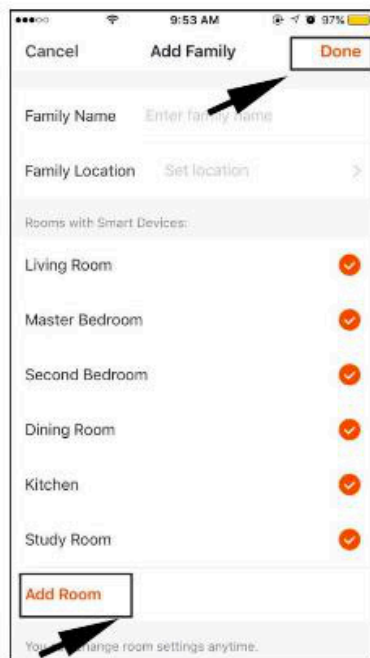 9:53 AM 97%
Cancel Add Family Done
Family Name Enter family name
Family Location Set location
Rooms with Smart Devices:
Living Room
Master Bedroom
Second Bedroom
Dining Room
Kitchen
Study Room
Add Room
You change room settings anytime.